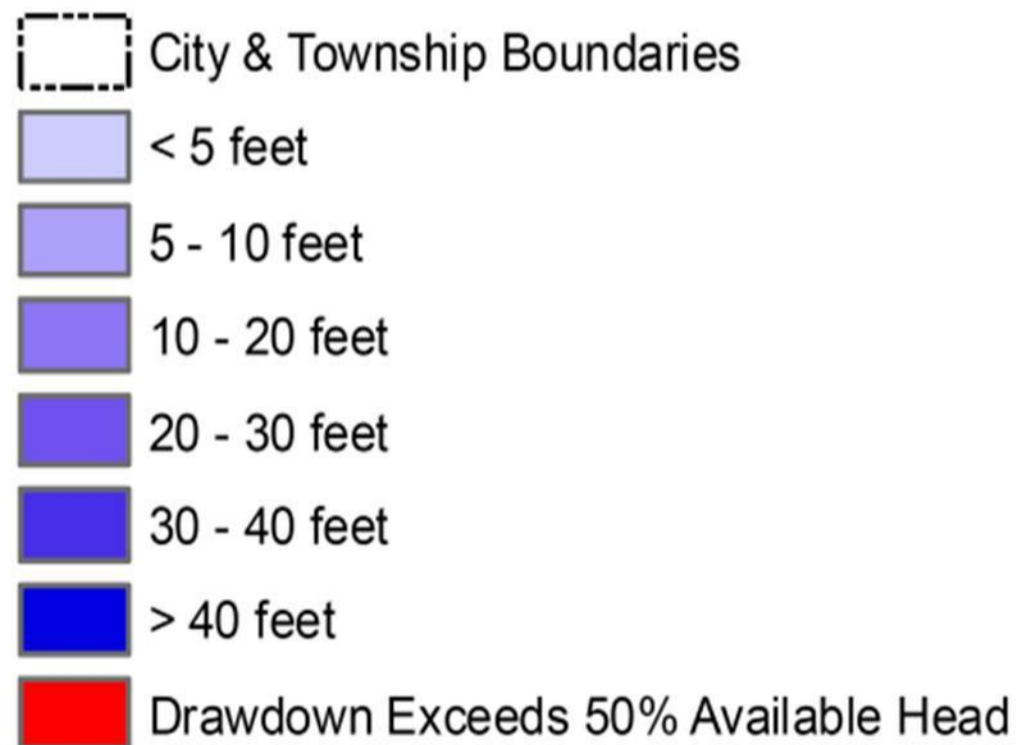 City & Township Boundaries
< 5 feet
5 - 10 feet
10 - 20 feet
20 - 30 feet
30 - 40 feet
> 40 feet
Drawdown Exceeds 50% Available Head